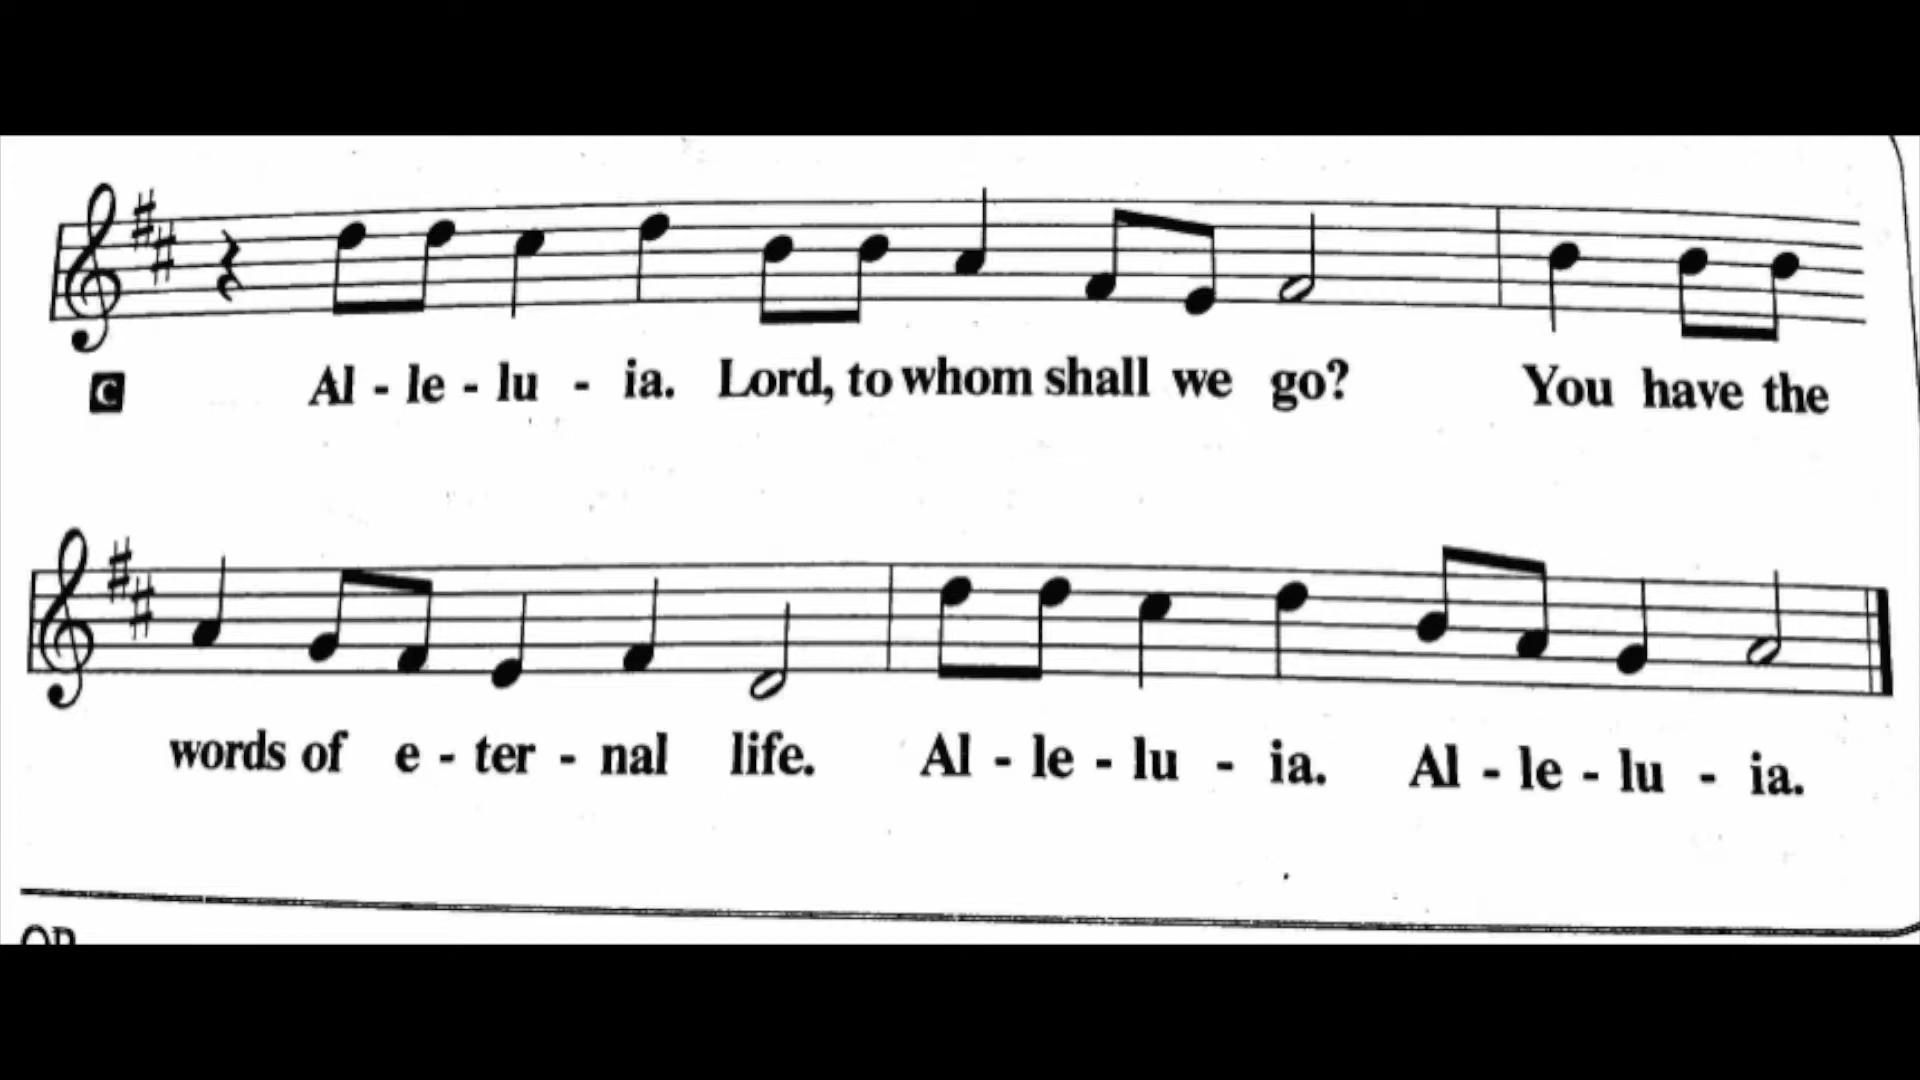 C Al - le - lu - ia. Lord, to whom shall we go? You have the
words of e - ter - nal life. Al - le - lu - ia. Al - le - lu - ia.